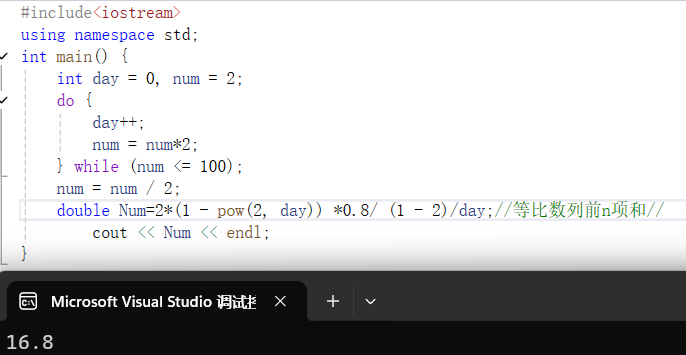 #include<iostream>
using namespace std;
int main() {
int day = 0, num = 2;
do {
day++;
num = num*2;
} while (num <= 100);
num = num / 2;
double Num=2*(1 - pow(2, day)) *0.8/ (1 - 2)/day;//等比数列前n项和//
cout << Num << endl;
}
Microsoft Visual Studio 调试控
16.8